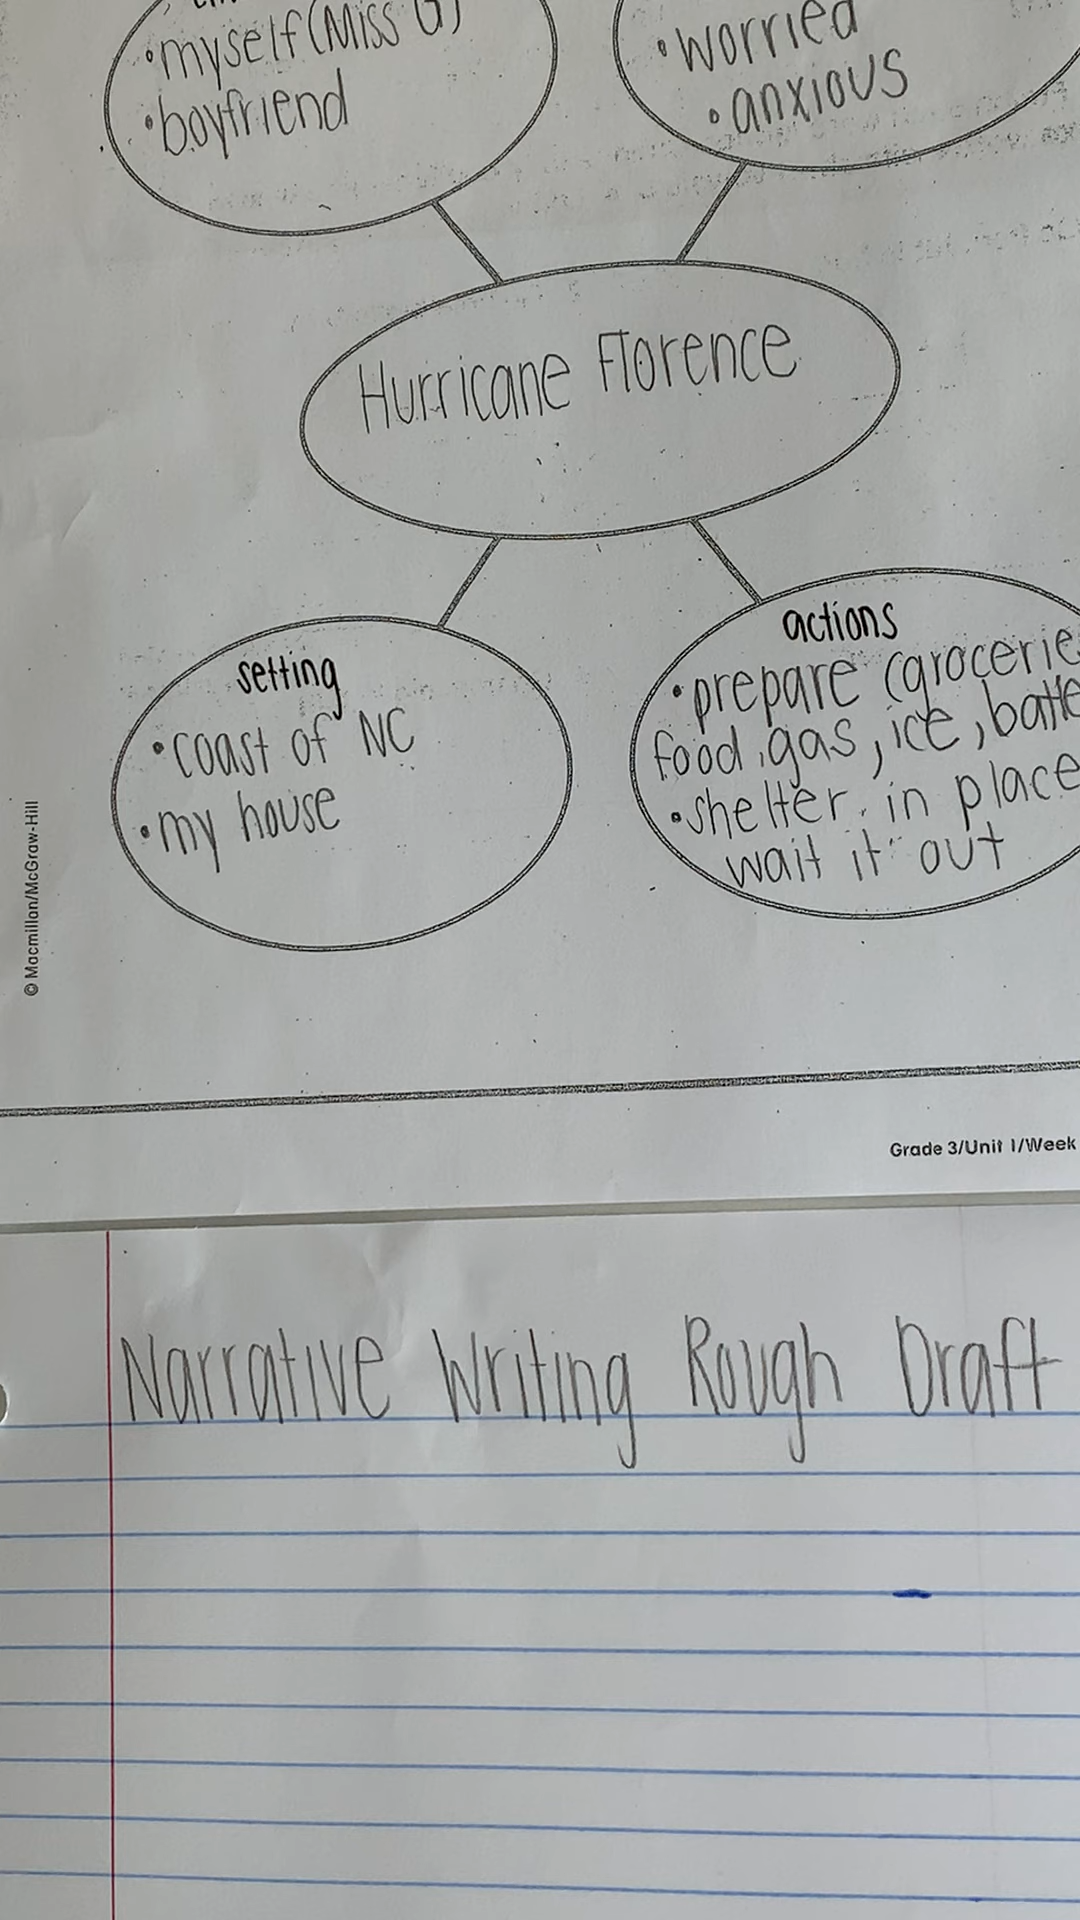 •myself (Miss G)
•boyfriend
•worried
•anxious
Hurricane Florence
setting
•coast of NC
•my house
actions
•prepare (grocerie
food, gas, ice, batte
•shelter in place
wait it out
© Macmillan/McGraw-Hill
Grade 3/Unit 1/Week
Narrative Writing Rough Draft